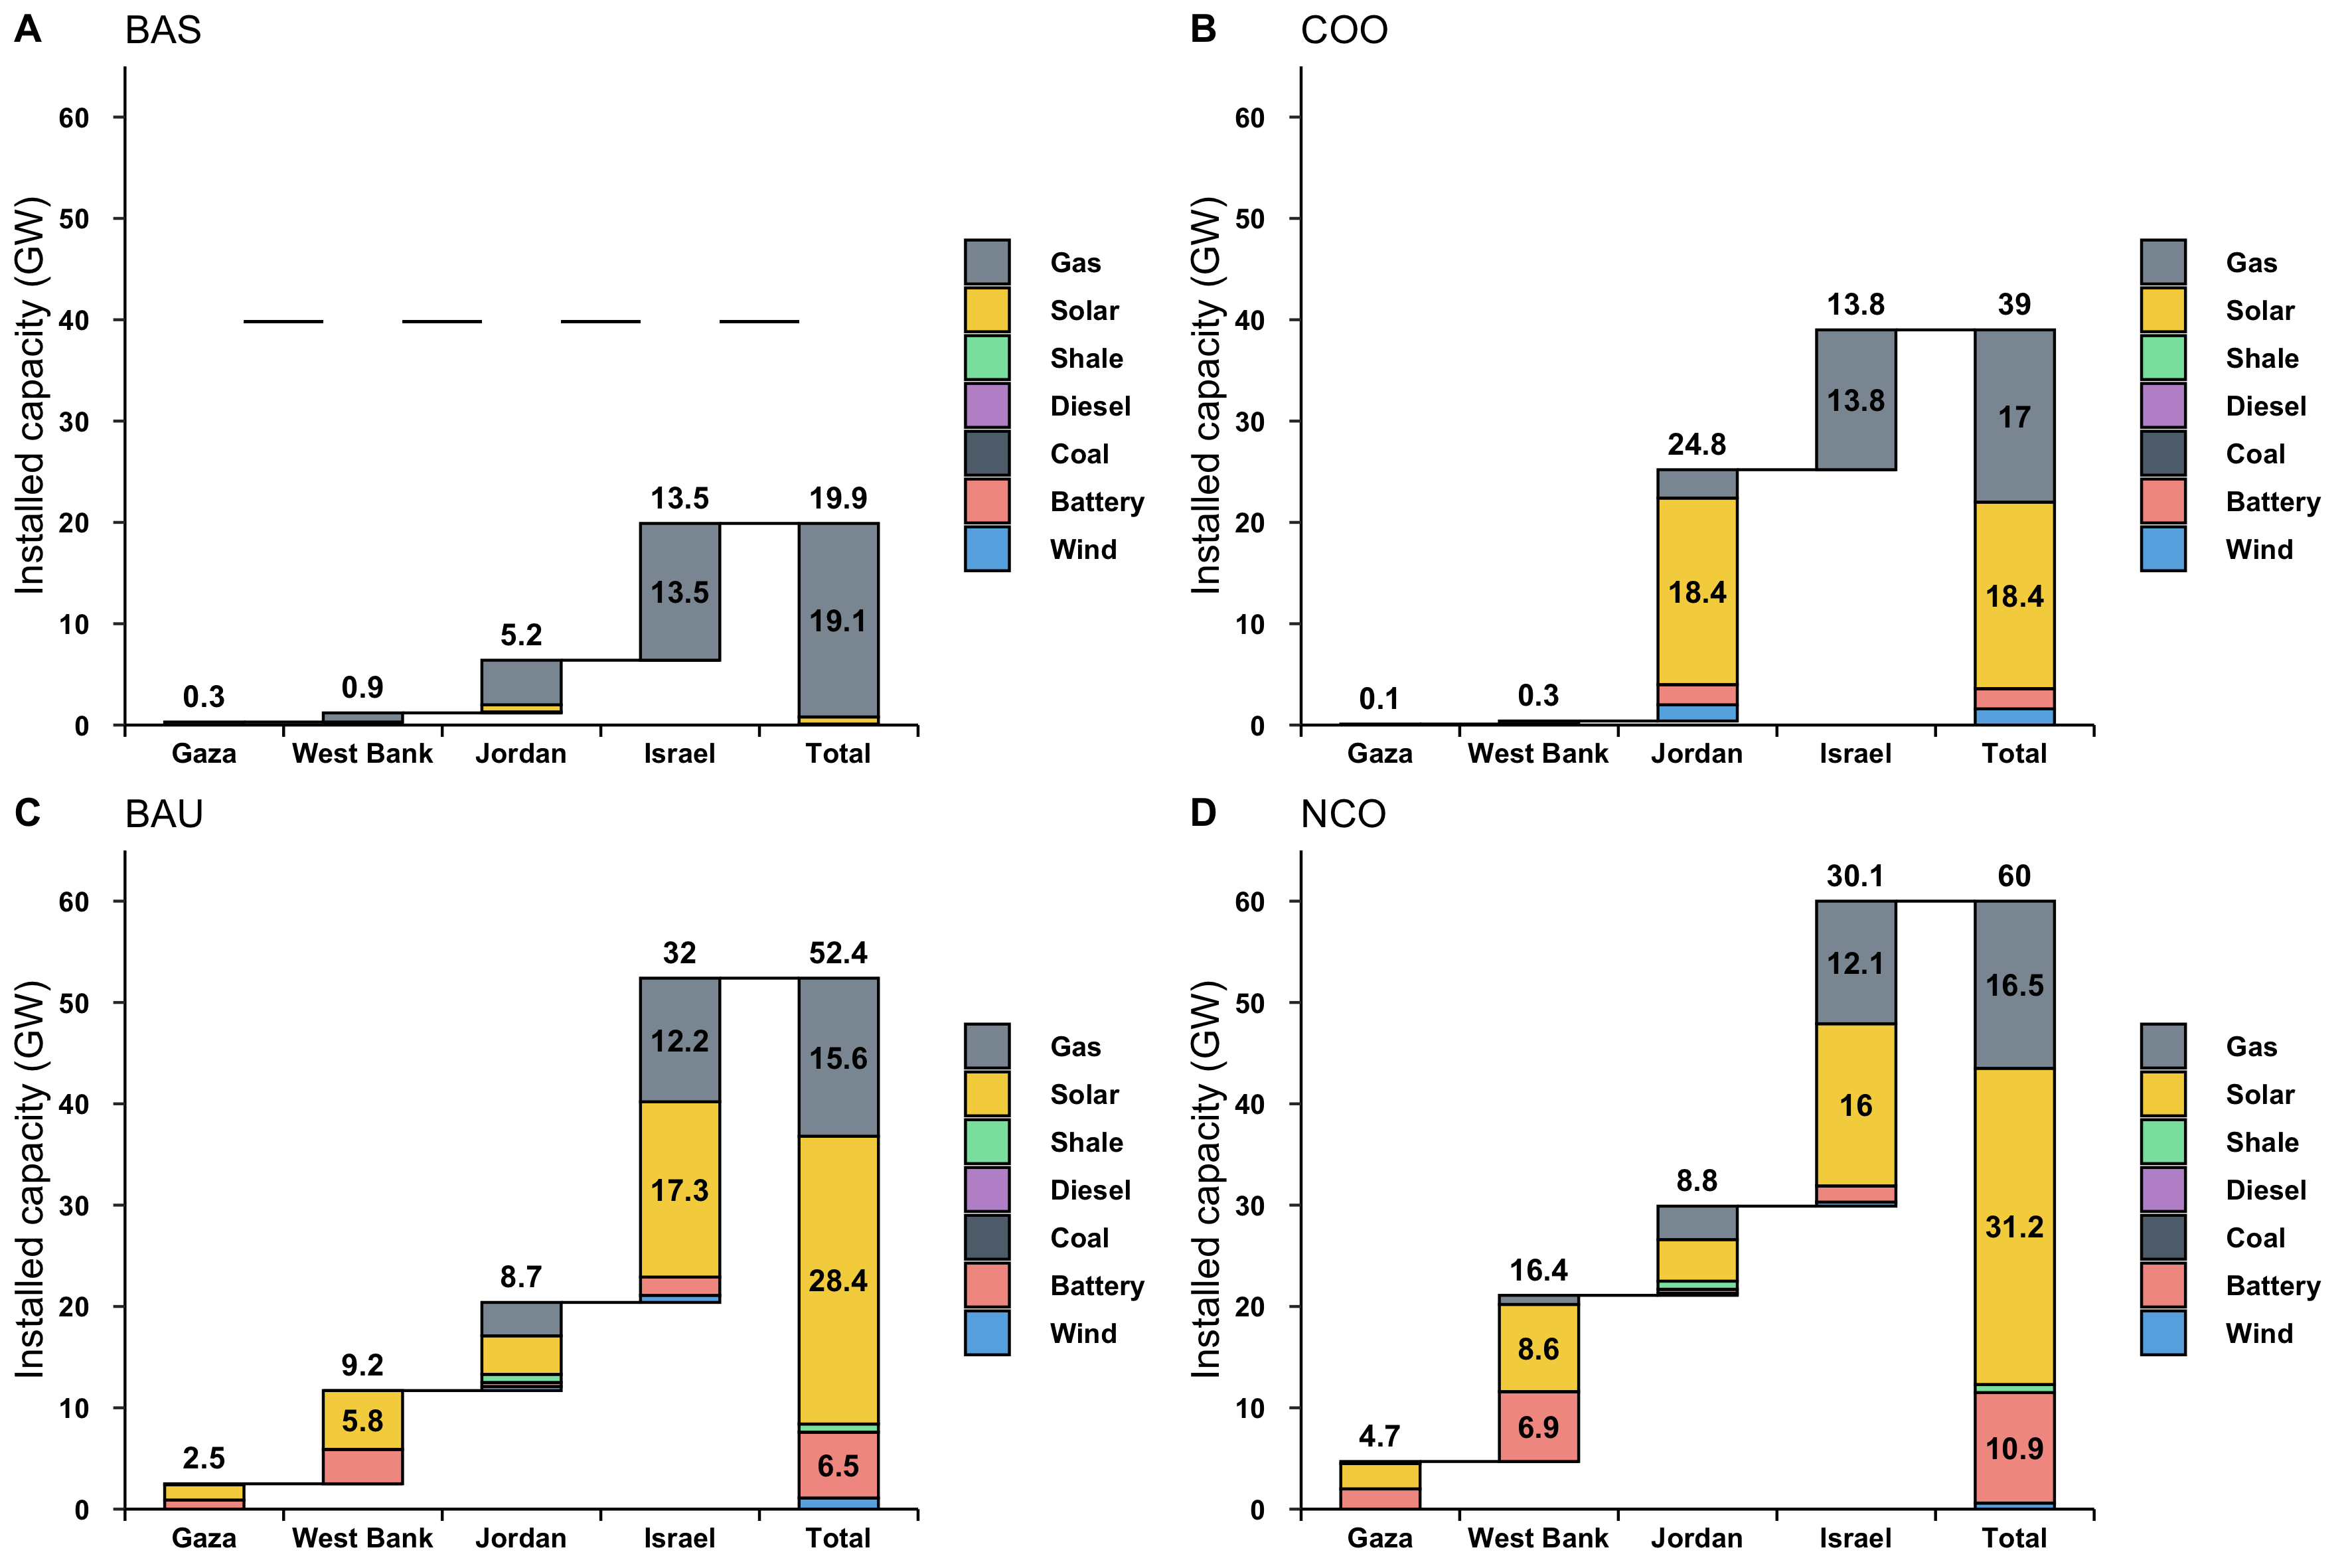 A BAS
Installed capacity (GW)
60
50
40
30
20
10
0
0.3
0.9
5.2
13.5
19.9
13.5
19.1
Gaza West Bank Jordan Israel Total
Gas
Solar
Shale
Diesel
Coal
Battery
Wind
B COO
Installed capacity (GW)
60
50
40
30
20
10
0
0.1
0.3
24.8
13.8
39
18.4
13.8
17
18.4
Gaza West Bank Jordan Israel Total
Gas
Solar
Shale
Diesel
Coal
Battery
Wind
C BAU
Installed capacity (GW)
60
50
40
30
20
10
0
2.5
9.2
8.7
32
52.4
5.8
12.2
17.3
15.6
28.4
6.5
Gaza West Bank Jordan Israel Total
Gas
Solar
Shale
Diesel
Coal
Battery
Wind
D NCO
Installed capacity (GW)
60
50
40
30
20
10
0
4.7
16.4
8.8
30.1
60
8.6
6.9
12.1
16
16.5
31.2
10.9
Gaza West Bank Jordan Israel Total
Gas
Solar
Shale
Diesel
Coal
Battery
Wind